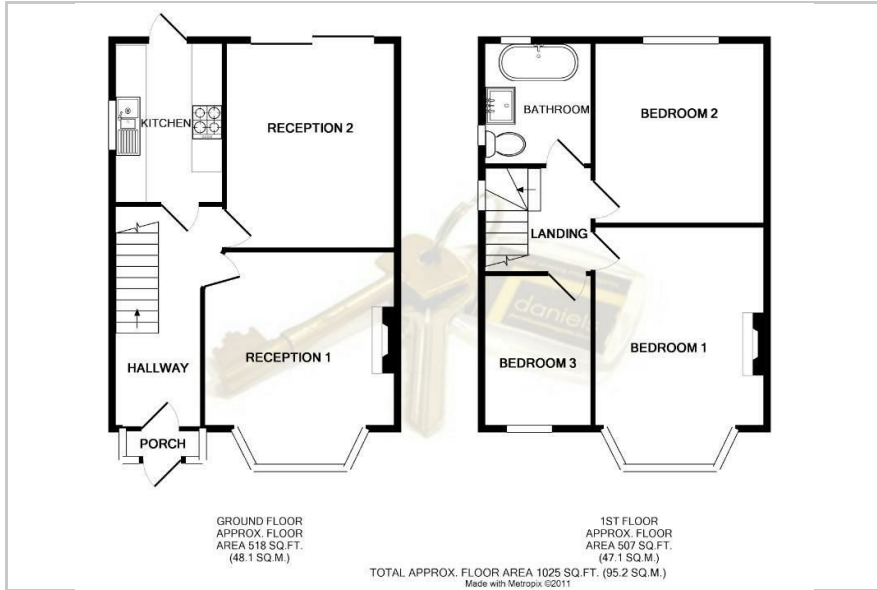 KITCHEN
RECEPTION 2
RECEPTION 1
HALLWAY
PORCH
BATHROOM
BEDROOM 2
LANDING
BEDROOM 3
BEDROOM 1
daniels
GROUND FLOOR
APPROX. FLOOR
AREA 518 SQ.FT.
(48.1 SQ.M.)
1ST FLOOR
APPROX. FLOOR
AREA 507 SQ.FT.
(47.1 SQ.M.)
TOTAL APPROX. FLOOR AREA 1025 SQ.FT. (95.2 SQ.M.)
Made with Metropix ©2011